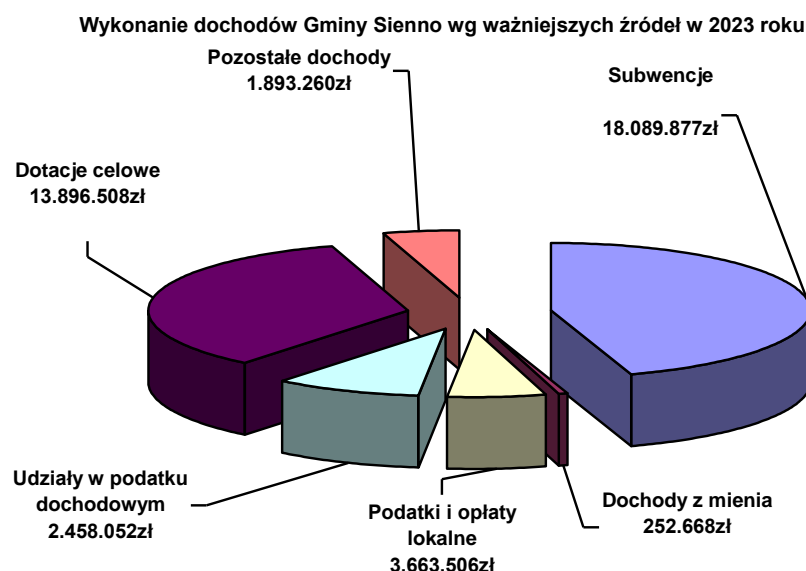 Wykonanie dochodów Gminy Sienno wg ważniejszych źródeł w 2023 roku
Pozostałe dochody
1.893.260zł
Subwencje
18.089.877zł
Dotacje celowe
13.896.508zł
Udziały w podatku
dochodowym
2.458.052zł
Podatki i opłaty
lokalne
3.663.506zł
Dochody z mienia
252.668zł